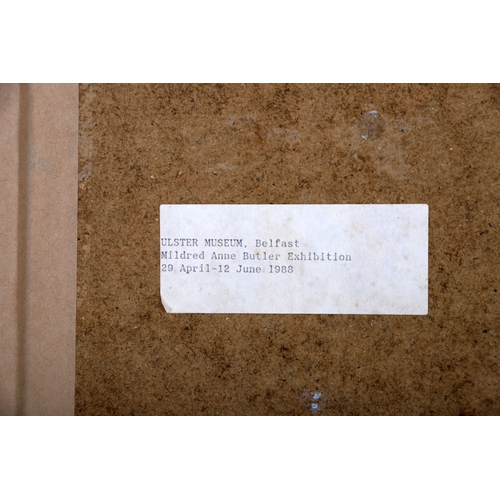 ULSTER MUSEUM, Belfast
Mildred Anne Butler Exhibition
29 April-12 June 1988